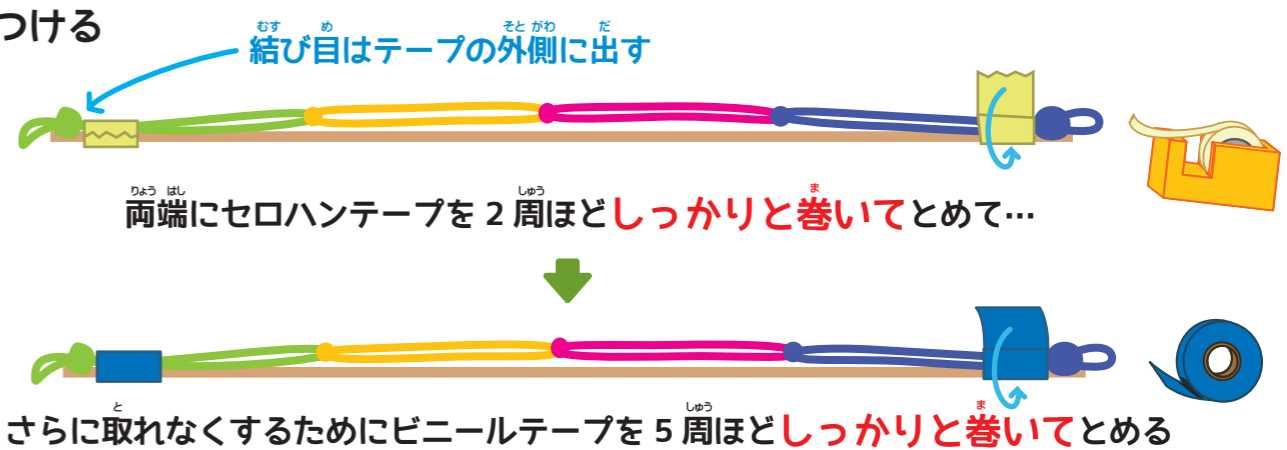 つける
結び目はテープの外側に出す
両端にセロハンテープを 2 周ほどしっかりと巻いてとめて…
さらに取れなくするためにビニールテープを 5 周ほどしっかりと巻いてとめる